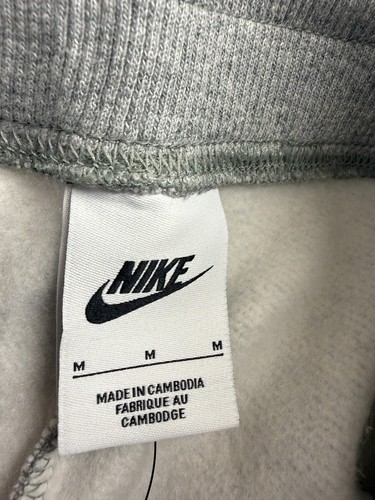 NIKE
M M M
MADE IN CAMBODIA
FABRIQUE AU
CAMBODGE